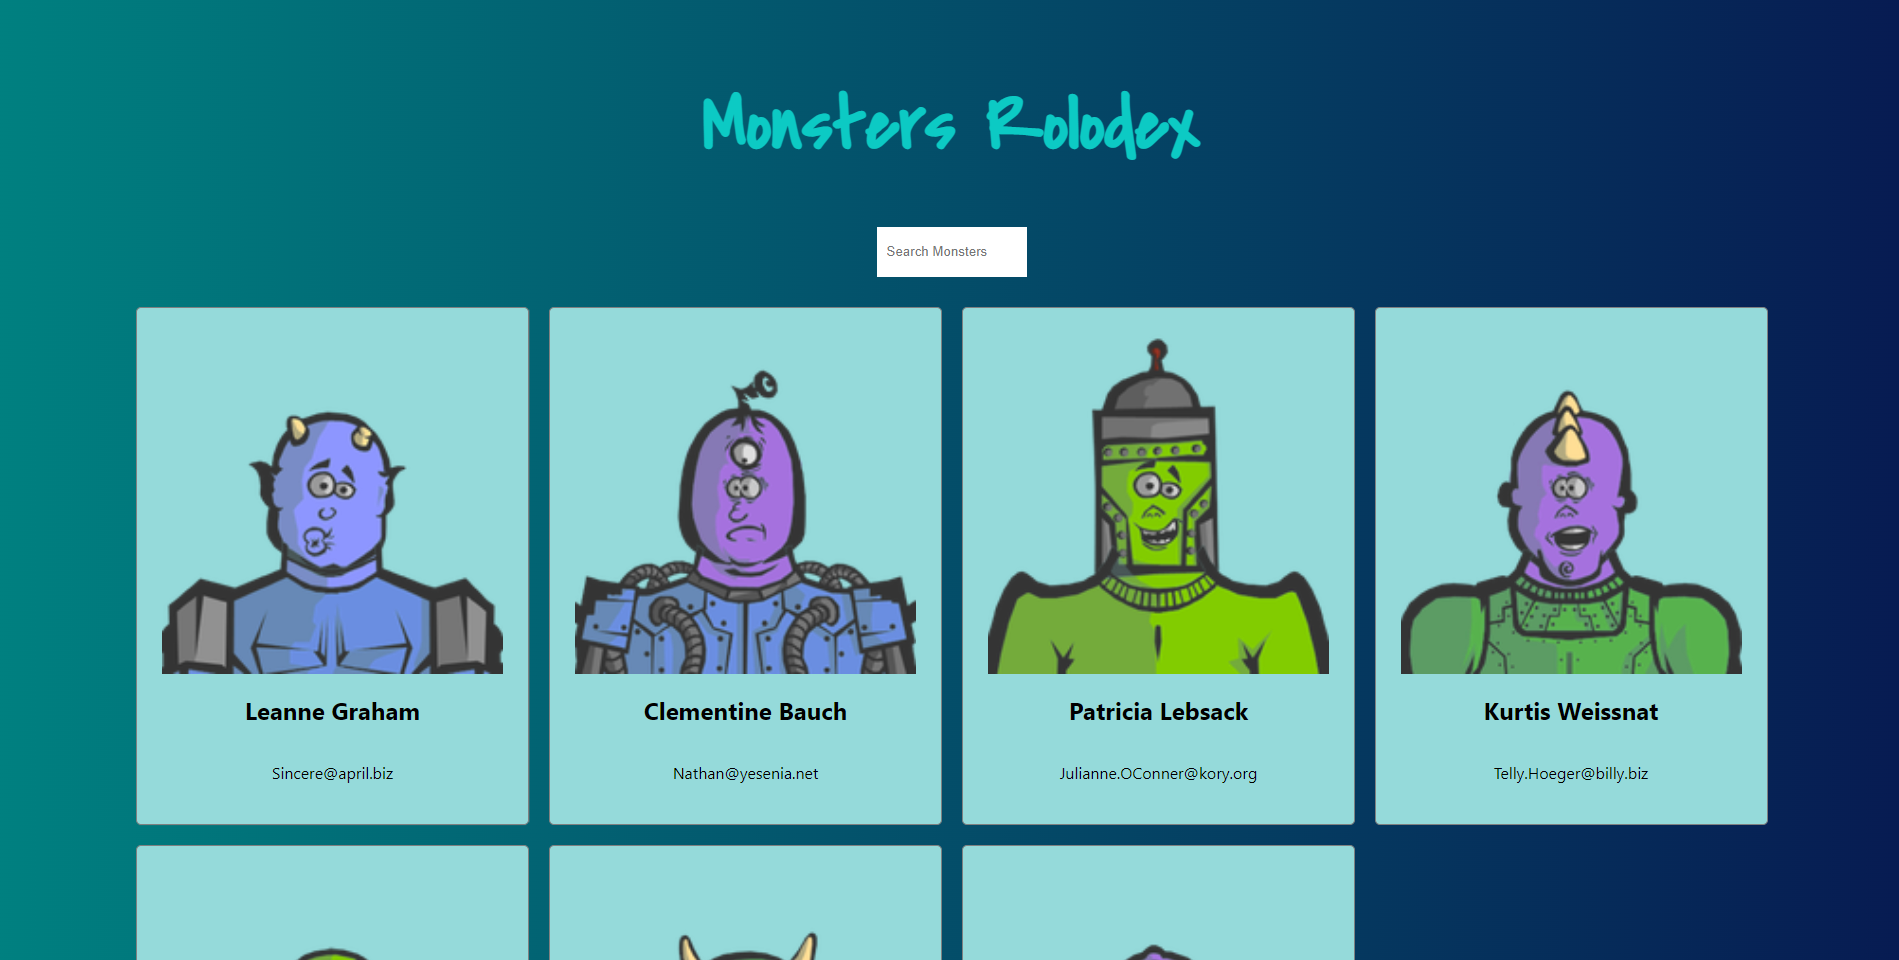 Monsters Rolodex
Search Monsters
Leanne Graham
Sincere@april.biz
Clementine Bauch
Nathan@yesenia.net
Patricia Lebsack
Julianne.OConner@kory.org
Kurtis Weissnat
Telly.Hoeger@billy.biz